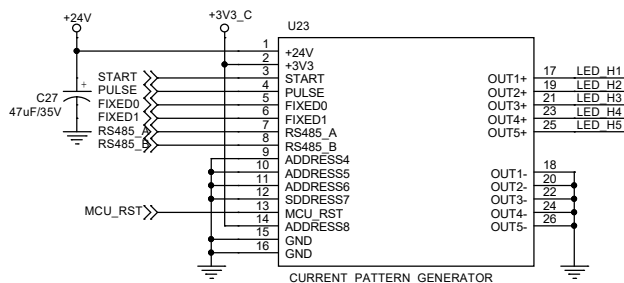 +24V
+3V3_C
U23
1 +24V
2 +3V3
START 3 START
PULSE 4 PULSE
FIXED0 5 FIXED0
FIXED1 6 FIXED1
RS485_A 7 RS485_A
RS485_B 8 RS485_B
9 ADDRESS4
10 ADDRESS5
11 ADDRESS6
12 SDDRESS7
MCU_RST 13 MCU_RST
14 ADDRESS8
15 GND
16 GND
+
C27
47uF/35V
OUT1+ 17 LED_H1
OUT2+ 19 LED_H2
OUT3+ 21 LED_H3
OUT4+ 23 LED_H4
OUT5+ 25 LED_H5
OUT1- 18
OUT2- 20
OUT3- 22
OUT4- 24
OUT5- 26
CURRENT PATTERN GENERATOR